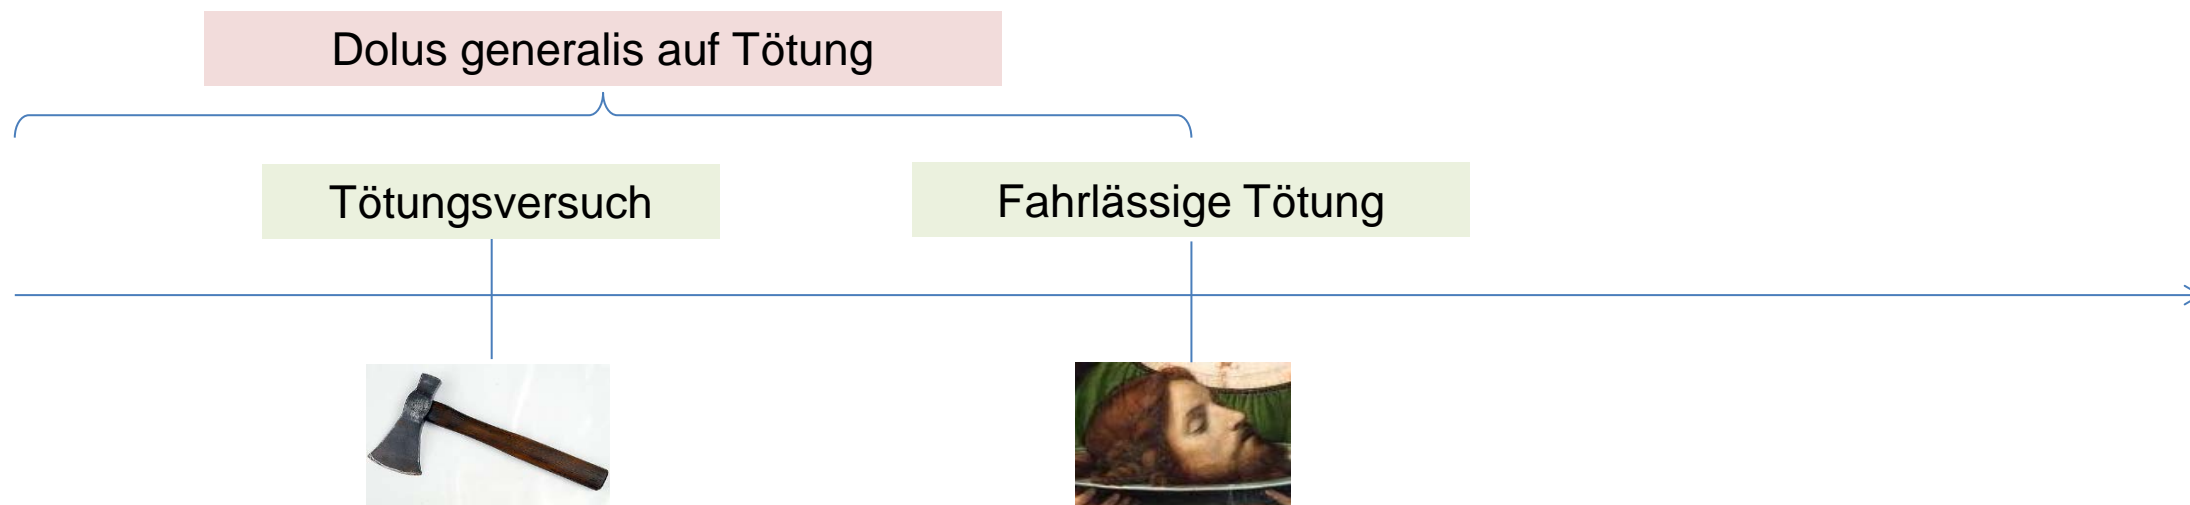 Dolus generalis auf Tötung
Tötungsversuch
Fahrlässige Tötung